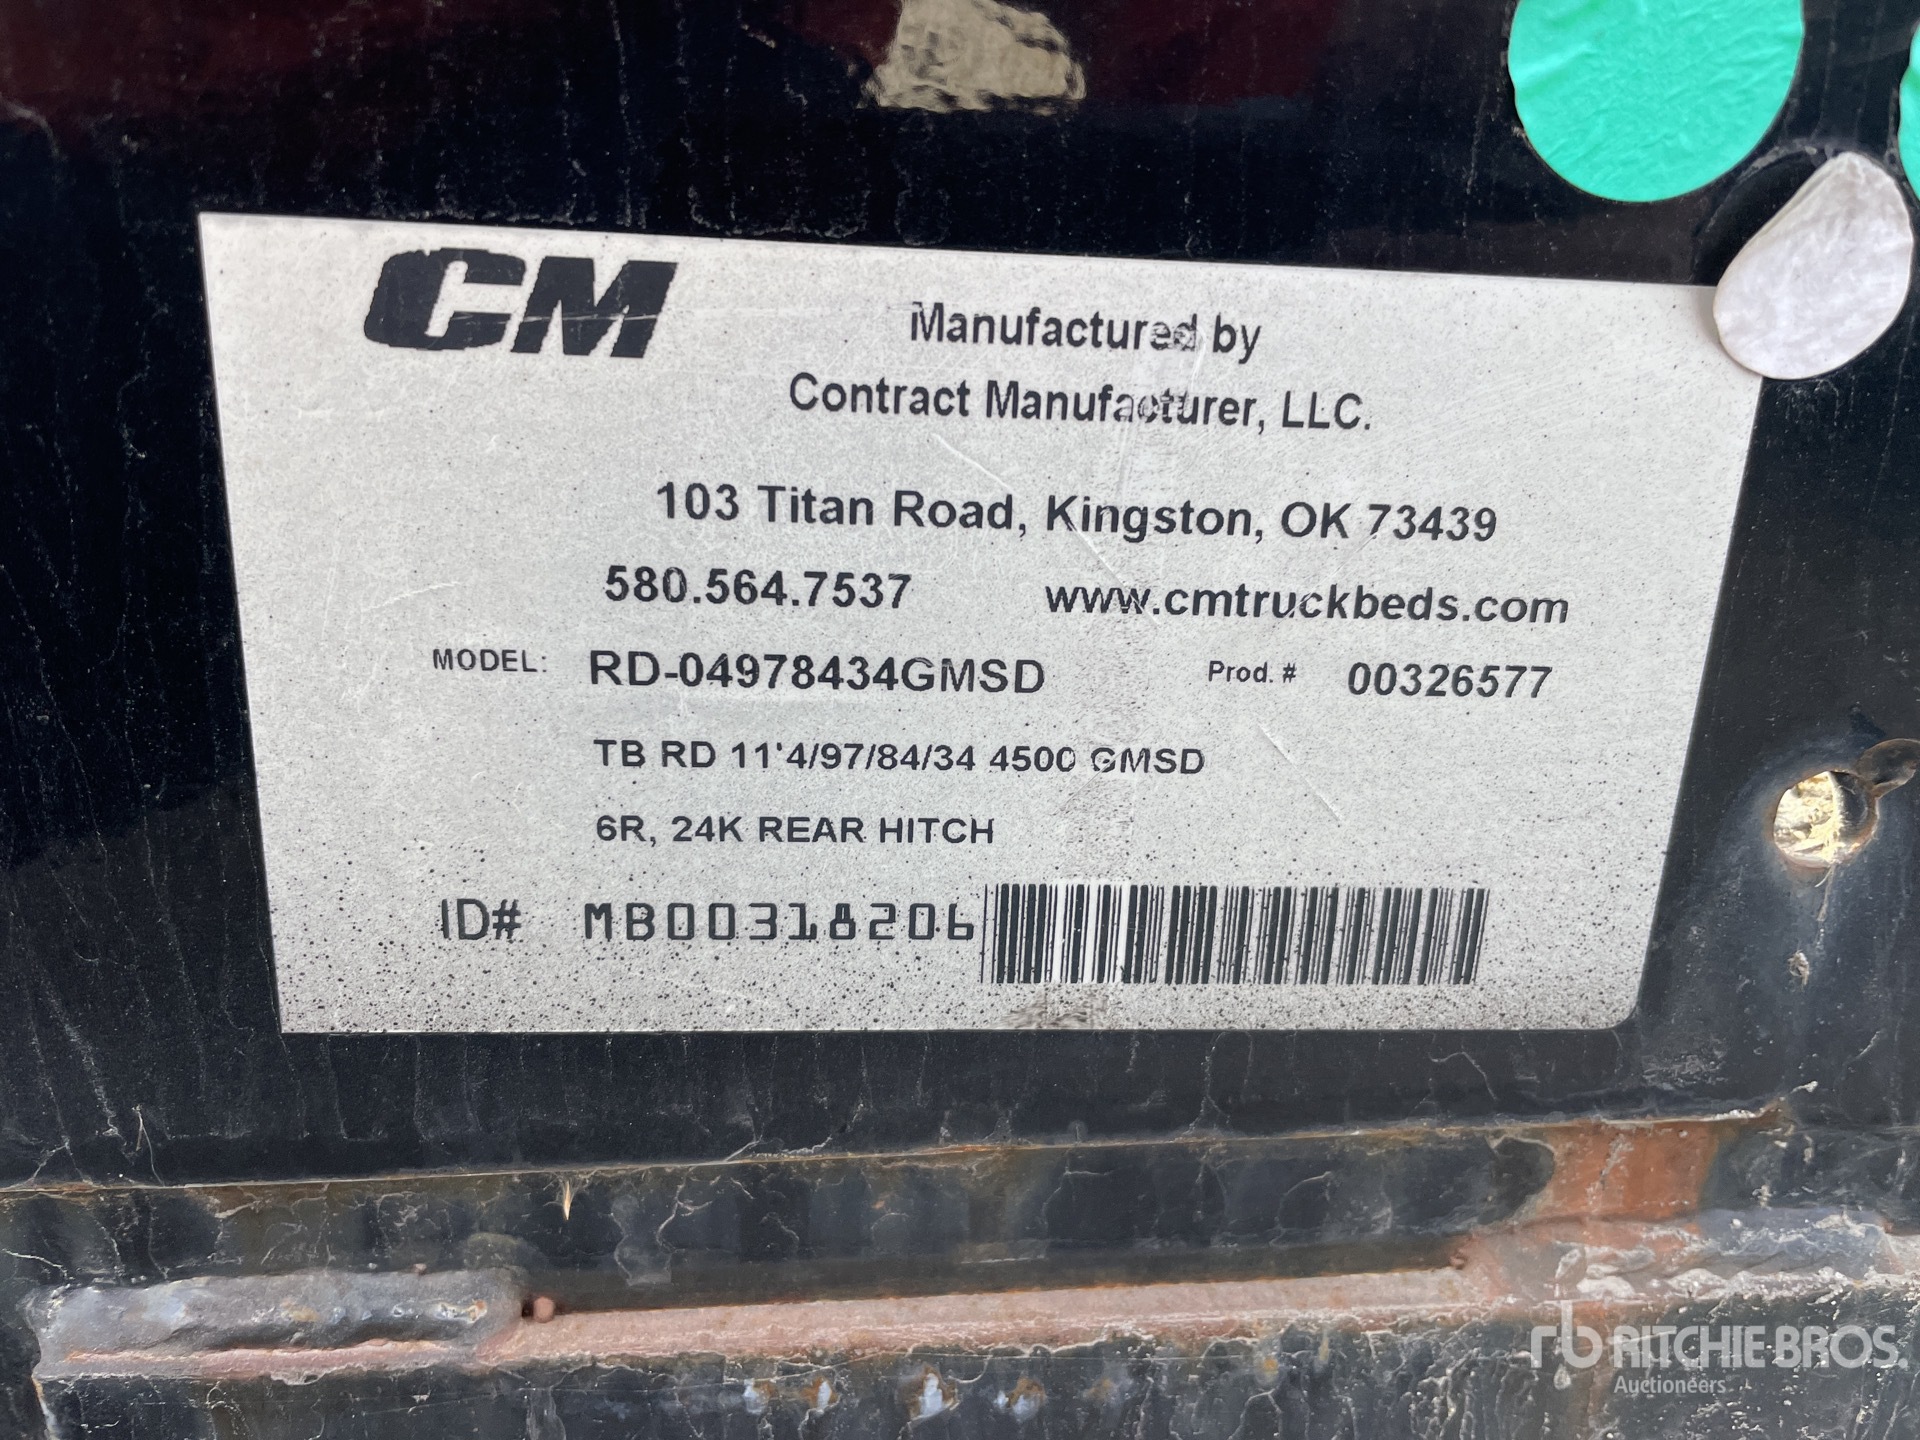 CM
Manufactured by
Contract Manufacturer, LLC.
103 Titan Road, Kingston, OK 73439
580.564.7537 www.cmtruckbeds.com
MODEL: RD-04978434GMSD Prod. # 00326577
TB RD 11'4/97/84/34 4500 GMSD
6R, 24K REAR HITCH
ID# MB00318206
rb RITCHIE BROS.
Auctioneers